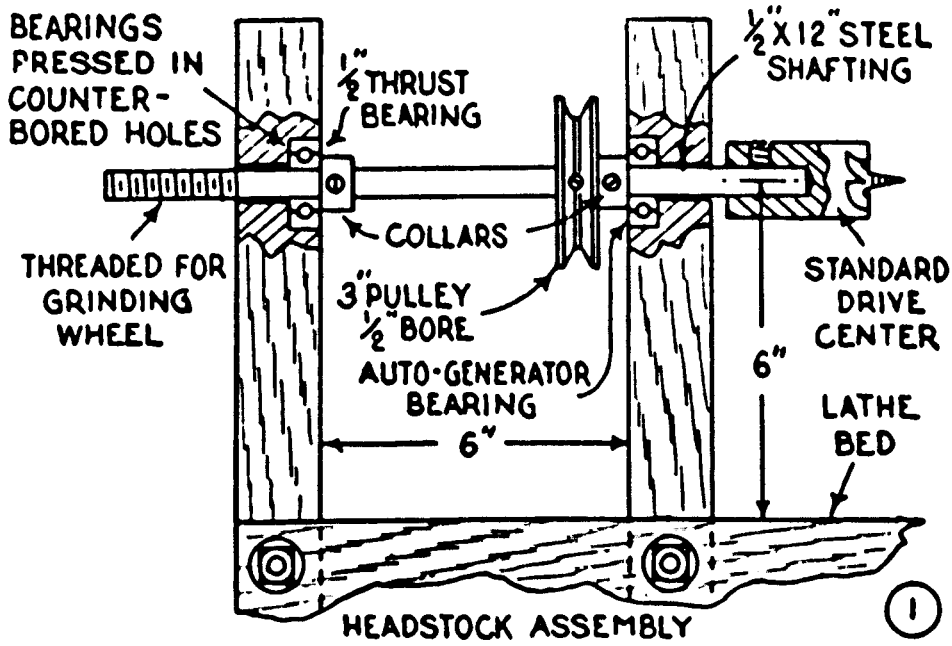 BEARINGS
PRESSED IN
COUNTER-
BORED HOLES
1/2" THRUST
BEARING
1/2" X 12" STEEL
SHAFTING
COLLARS
THREADED FOR
GRINDING
WHEEL
3" PULLEY
1/2" BORE
AUTO-GENERATOR
BEARING
STANDARD
DRIVE
CENTER
6"
6"
LATHE
BED
HEADSTOCK ASSEMBLY
1